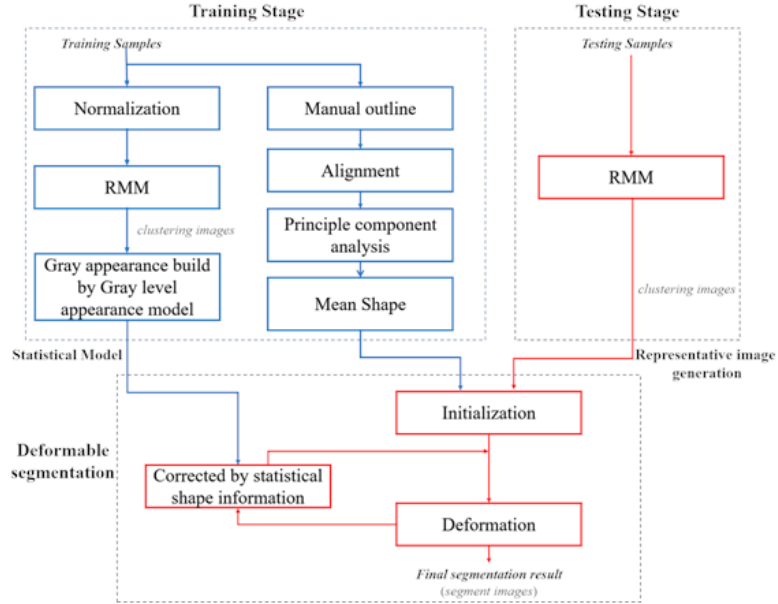 Training Stage
Testing Stage
Training Samples
Testing Samples
Normalization
Manual outline
RMM
Alignment
RMM
clustering images
Principle component
analysis
Gray appearance build
by Gray level
appearance model
Mean Shape
clustering images
Statistical Model
Representative image
generation
Initialization
Deformable
segmentation
Corrected by statistical
shape information
Deformation
Final segmentation result
(segment images)